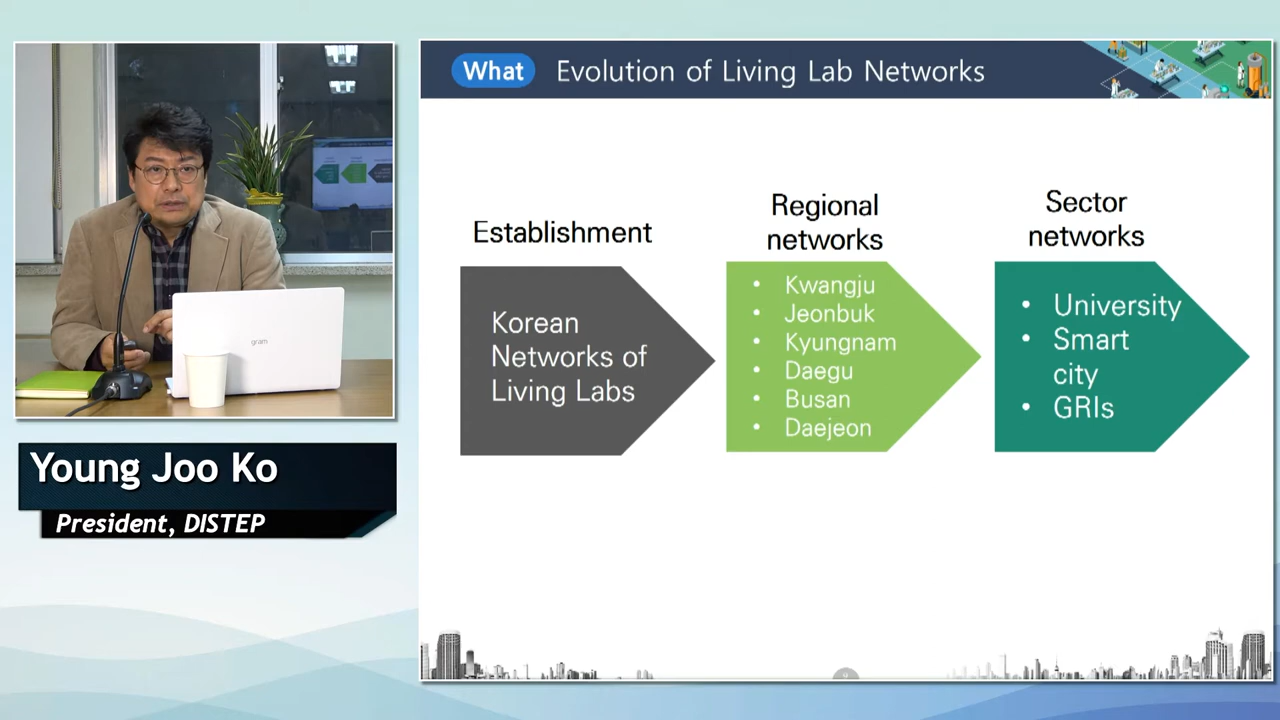 What Evolution of Living Lab Networks
Establishment
Korean
Networks of
Living Labs
Regional
networks
• Kwangju
• Jeonbuk
• Kyungnam
• Daegu
• Busan
• Daejeon
Sector
networks
• University
• Smart
city
• GRIs
gram
Young Joo Ko
President, DISTEP